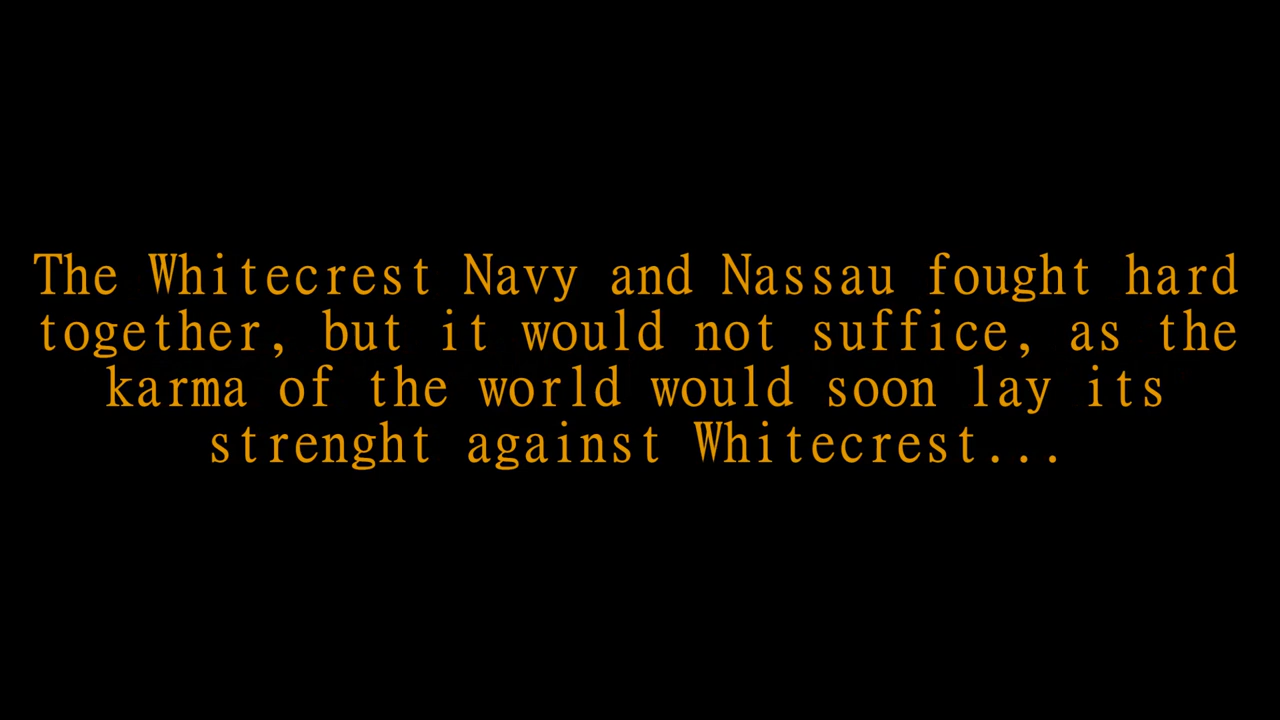 The Whitecrest Navy and Nassau fought hard
together, but it would not suffice, as the
karma of the world would soon lay its
strenght against Whitecrest...